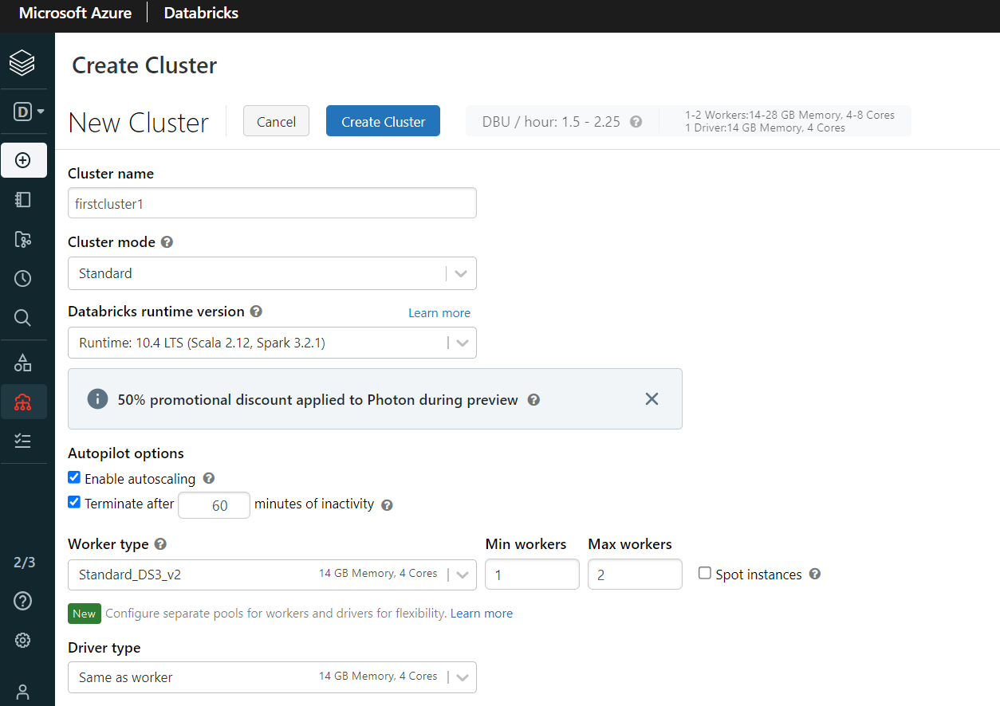 Microsoft Azure | Databricks
Create Cluster
D
New Cluster
Cancel
Create Cluster
DBU / hour: 1.5 - 2.25
1-2 Workers:14-28 GB Memory, 4-8 Cores
1 Driver:14 GB Memory, 4 Cores
Cluster name
firstcluster1
Cluster mode ?
Standard
Databricks runtime version ?
Learn more
Runtime: 10.4 LTS (Scala 2.12, Spark 3.2.1)
50% promotional discount applied to Photon during preview ?
Autopilot options
Enable autoscaling ?
Terminate after 60 minutes of inactivity ?
Worker type ?
Min workers
Max workers
Standard_DS3_v2 14 GB Memory, 4 Cores
1
2
Spot instances ?
2/3
New Configure separate pools for workers and drivers for flexibility. Learn more
Driver type
Same as worker 14 GB Memory, 4 Cores